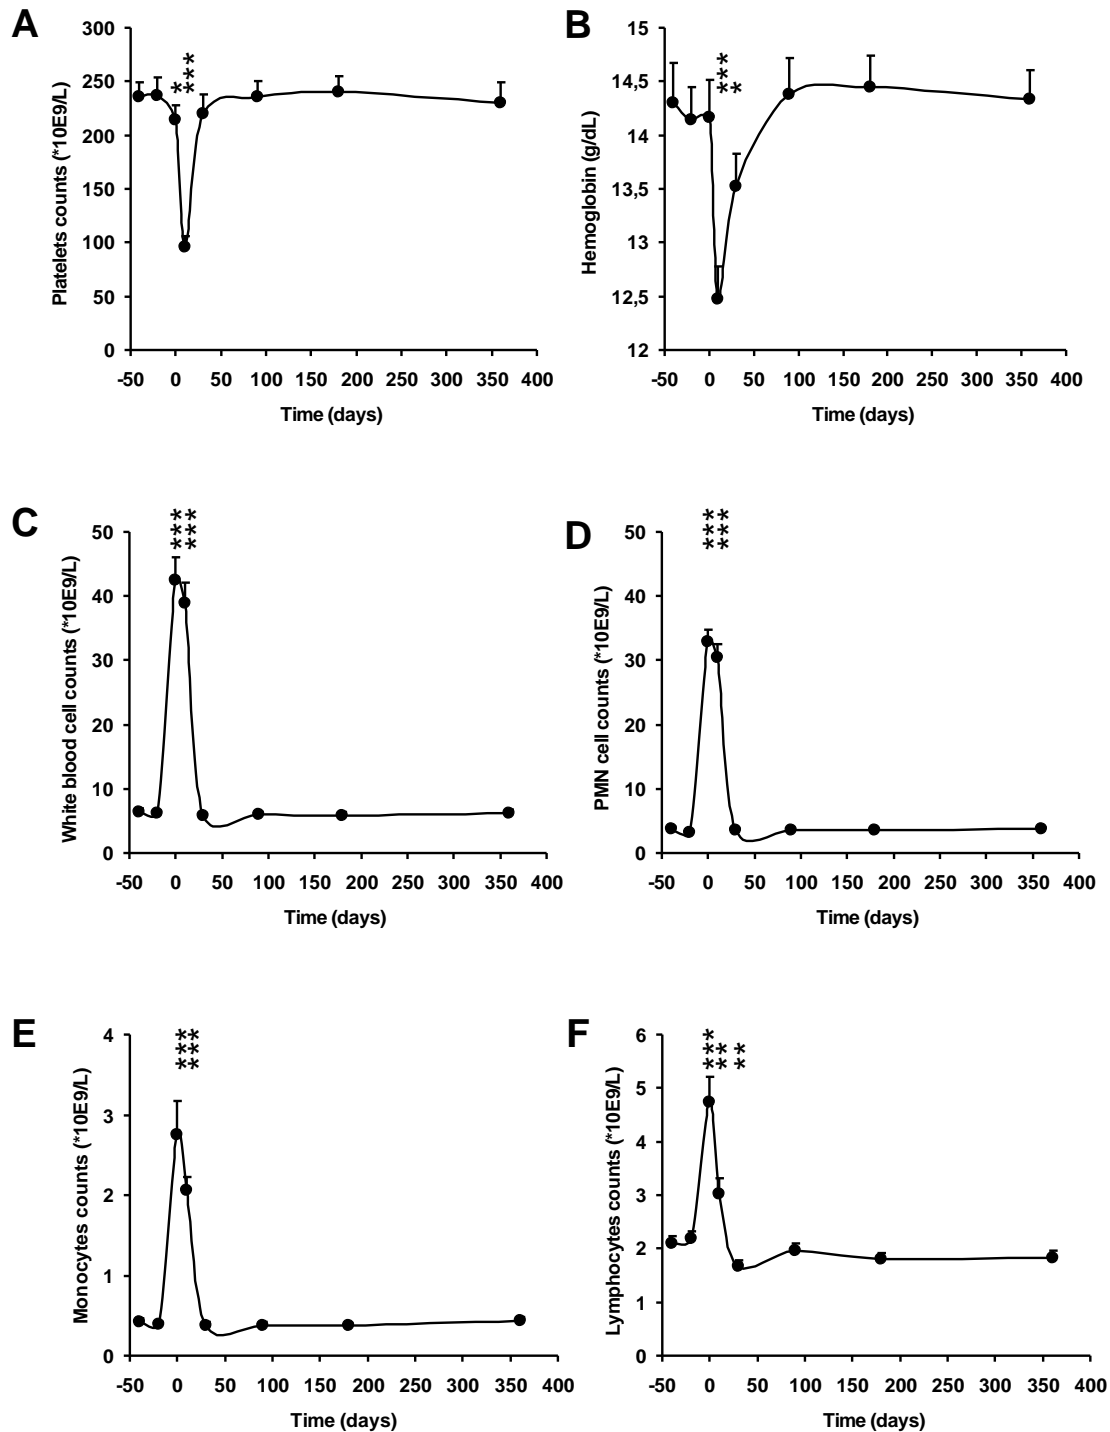 A
B
Platelets counts (*10E9/L)
300
250
200
150
100
50
0
* ***
-50 0 50 100 150 200 250 300 350 400
Time (days)
Hemoglobin (g/dL)
15
14,5
14
13,5
13
12,5
12
*** *
-50 0 50 100 150 200 250 300 350 400
Time (days)
C
D
White blood cell counts (*10E9/L)
50
40
30
20
10
0
*** ***
-50 0 50 100 150 200 250 300 350 400
Time (days)
PMN cell counts (*10E9/L)
50
40
30
20
10
0
*** ***
-50 0 50 100 150 200 250 300 350 400
Time (days)
E
F
Monocytes counts (*10E9/L)
4
3
2
1
0
*** ***
-50 0 50 100 150 200 250 300 350 400
Time (days)
Lymphocytes counts (*10E9/L)
6
5
4
3
2
1
0
*** ** **
-50 0 50 100 150 200 250 300 350 400
Time (days)